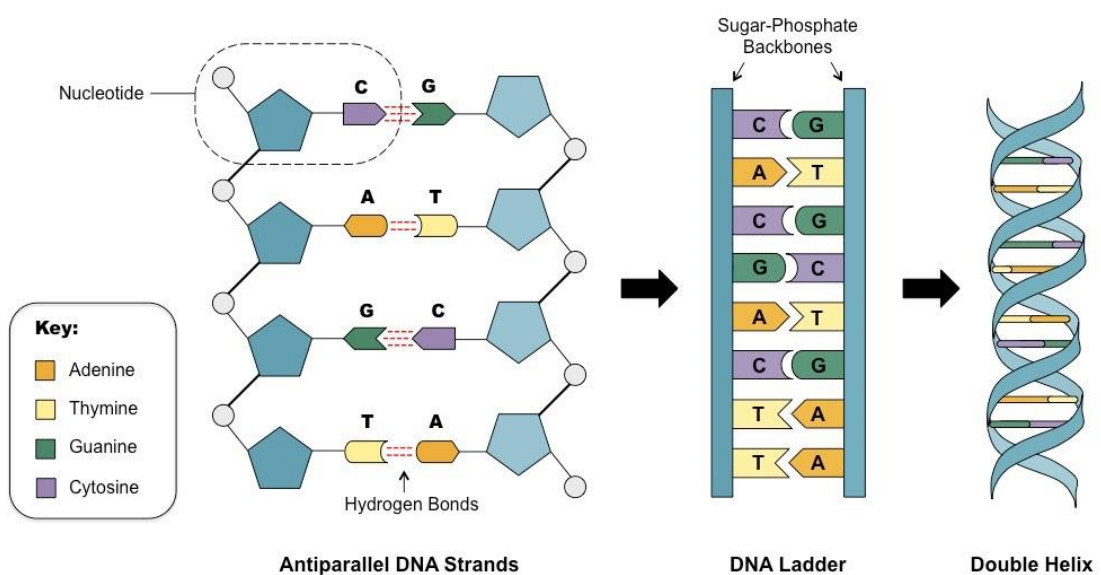 Sugar-Phosphate
Backbones
Nucleotide
C G
A T
G C
T A
Hydrogen Bonds
Key:
Adenine
Thymine
Guanine
Cytosine
C G
A T
C G
G C
A T
C G
T A
T A
Antiparallel DNA Strands
DNA Ladder
Double Helix